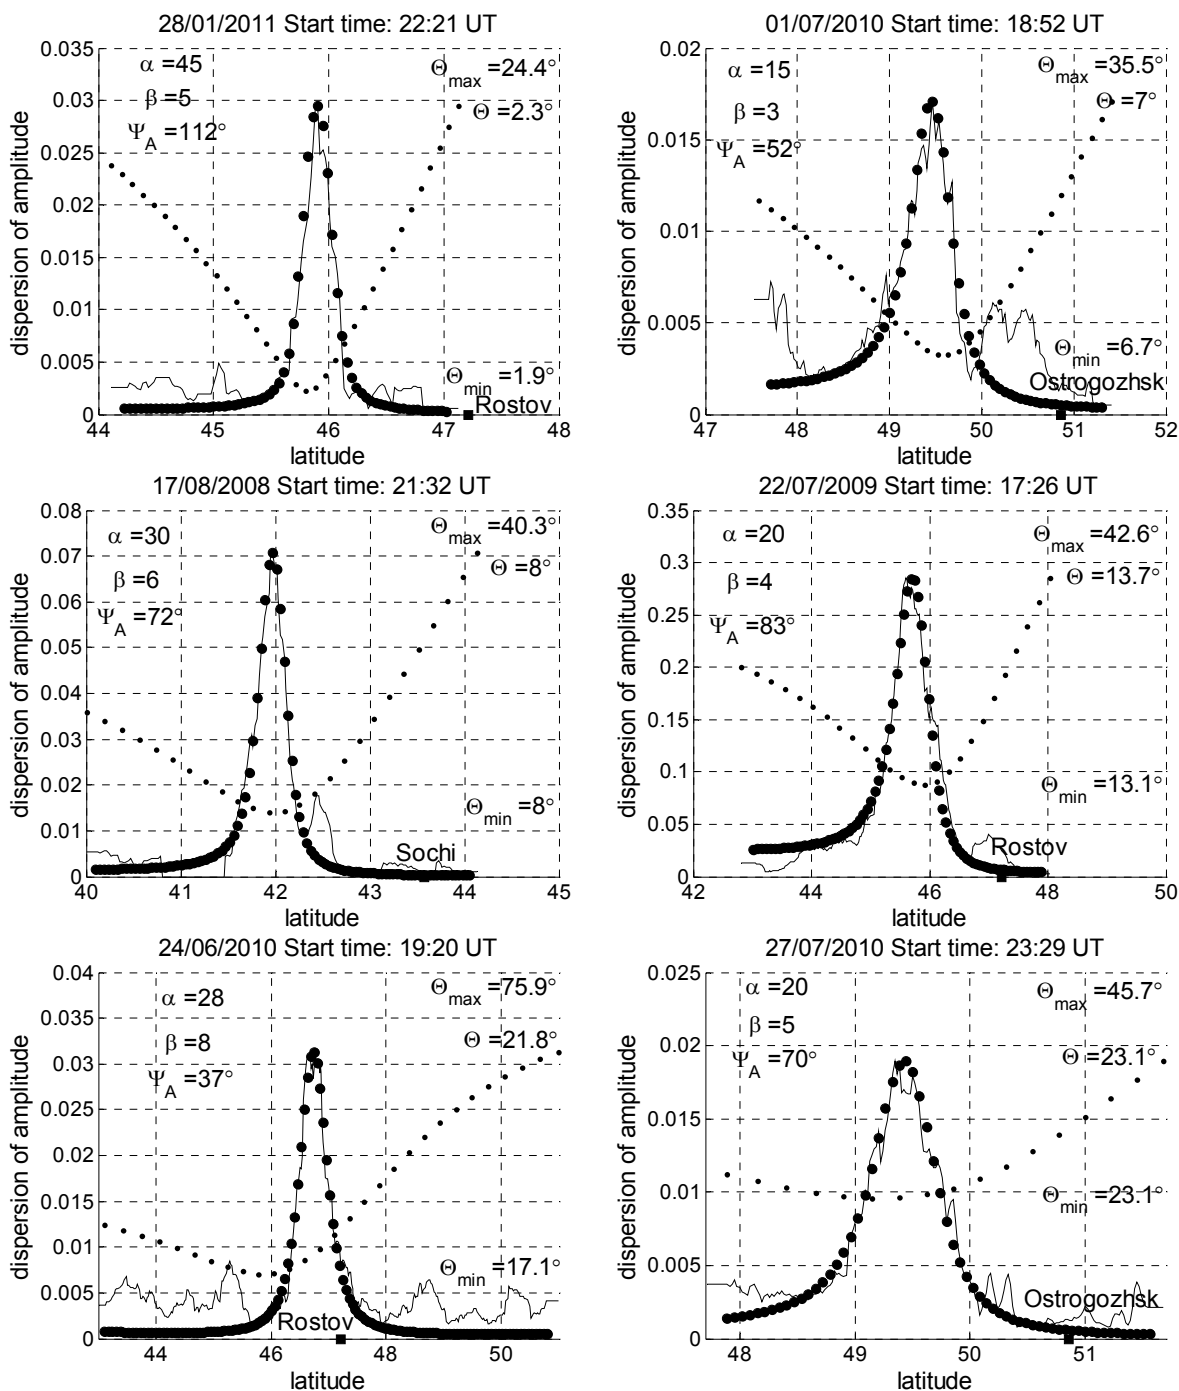 28/01/2011 Start time: 22:21 UT
0.035
0.03
0.025
0.02
0.015
0.01
0.005
0
dispersion of amplitude
α =45
β =5
Ψ_A =112°
Θ_max =24.4°
Θ =2.3°
Θ_min =1.9°
Rostov
44 45 46 47 48
latitude
01/07/2010 Start time: 18:52 UT
0.02
0.015
0.01
0.005
0
dispersion of amplitude
α =15
β =3
Ψ_A =52°
Θ_max =35.5°
Θ =7°
Θ_min =6.7°
Ostrogozhsk
47 48 49 50 51 52
latitude
17/08/2008 Start time: 21:32 UT
0.08
0.07
0.06
0.05
0.04
0.03
0.02
0.01
0
dispersion of amplitude
α =30
β =6
Ψ_A =72°
Θ_max =40.3°
Θ =8°
Θ_min =8°
Sochi
40 41 42 43 44 45
latitude
22/07/2009 Start time: 17:26 UT
0.35
0.3
0.25
0.2
0.15
0.1
0.05
0
dispersion of amplitude
α =20
β =4
Ψ_A =83°
Θ_max =42.6°
Θ =13.7°
Θ_min =13.1°
Rostov
42 44 46 48 50
latitude
24/06/2010 Start time: 19:20 UT
0.04
0.035
0.03
0.025
0.02
0.015
0.01
0.005
0
dispersion of amplitude
α =28
β =8
Ψ_A =37°
Θ_max =75.9°
Θ =21.8°
Θ_min =17.1°
Rostov
44 46 48 50
latitude
27/07/2010 Start time: 23:29 UT
0.025
0.02
0.015
0.01
0.005
0
dispersion of amplitude
α =20
β =5
Ψ_A =70°
Θ_max =45.7°
Θ =23.1°
Θ_min =23.1°
Ostrogozhsk
48 49 50 51
latitude